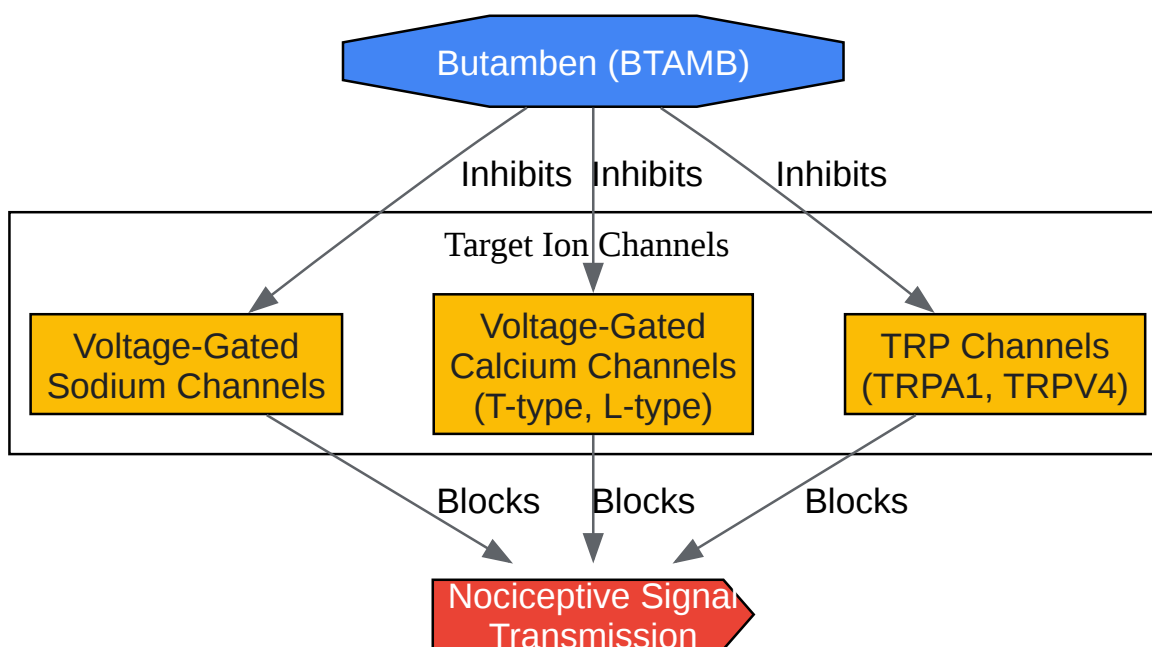 Butamben (BTAMB)
Inhibits
Inhibits
Inhibits
Target Ion Channels
Voltage-Gated
Sodium Channels
Voltage-Gated
Calcium Channels
(T-type, L-type)
TRP Channels
(TRPA1, TRPV4)
Blocks
Blocks
Blocks
Nociceptive Signal
Transmission